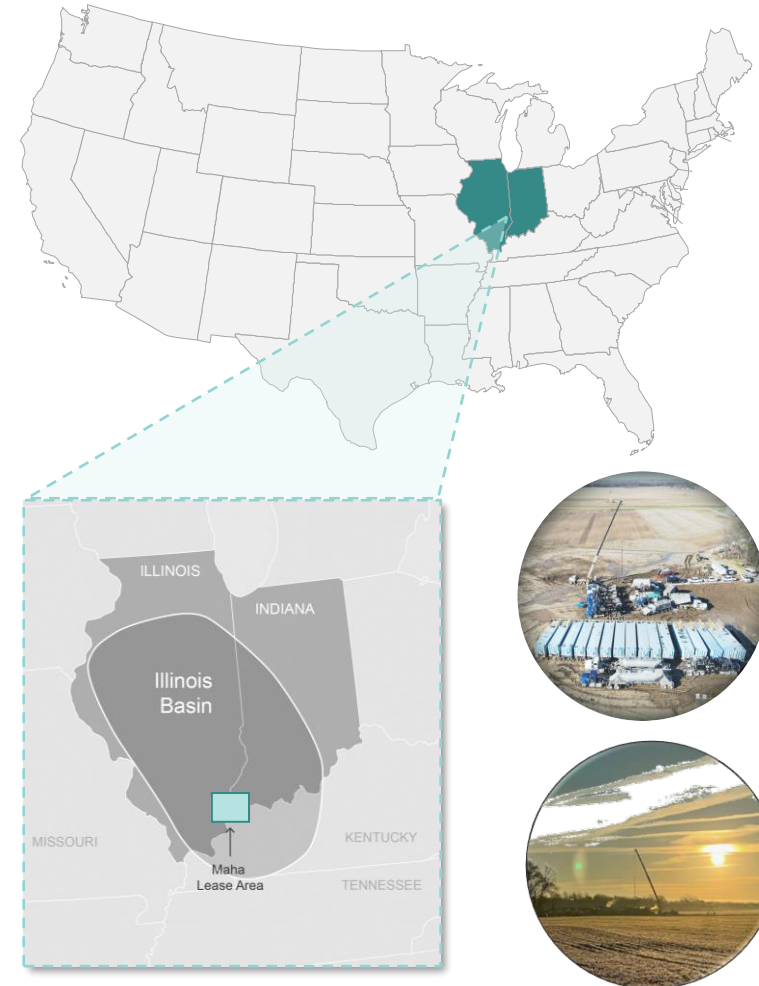 ILLINOIS
INDIANA
Illinois
Basin
MISSOURI
KENTUCKY
Maha
Lease Area
TENNESSEE